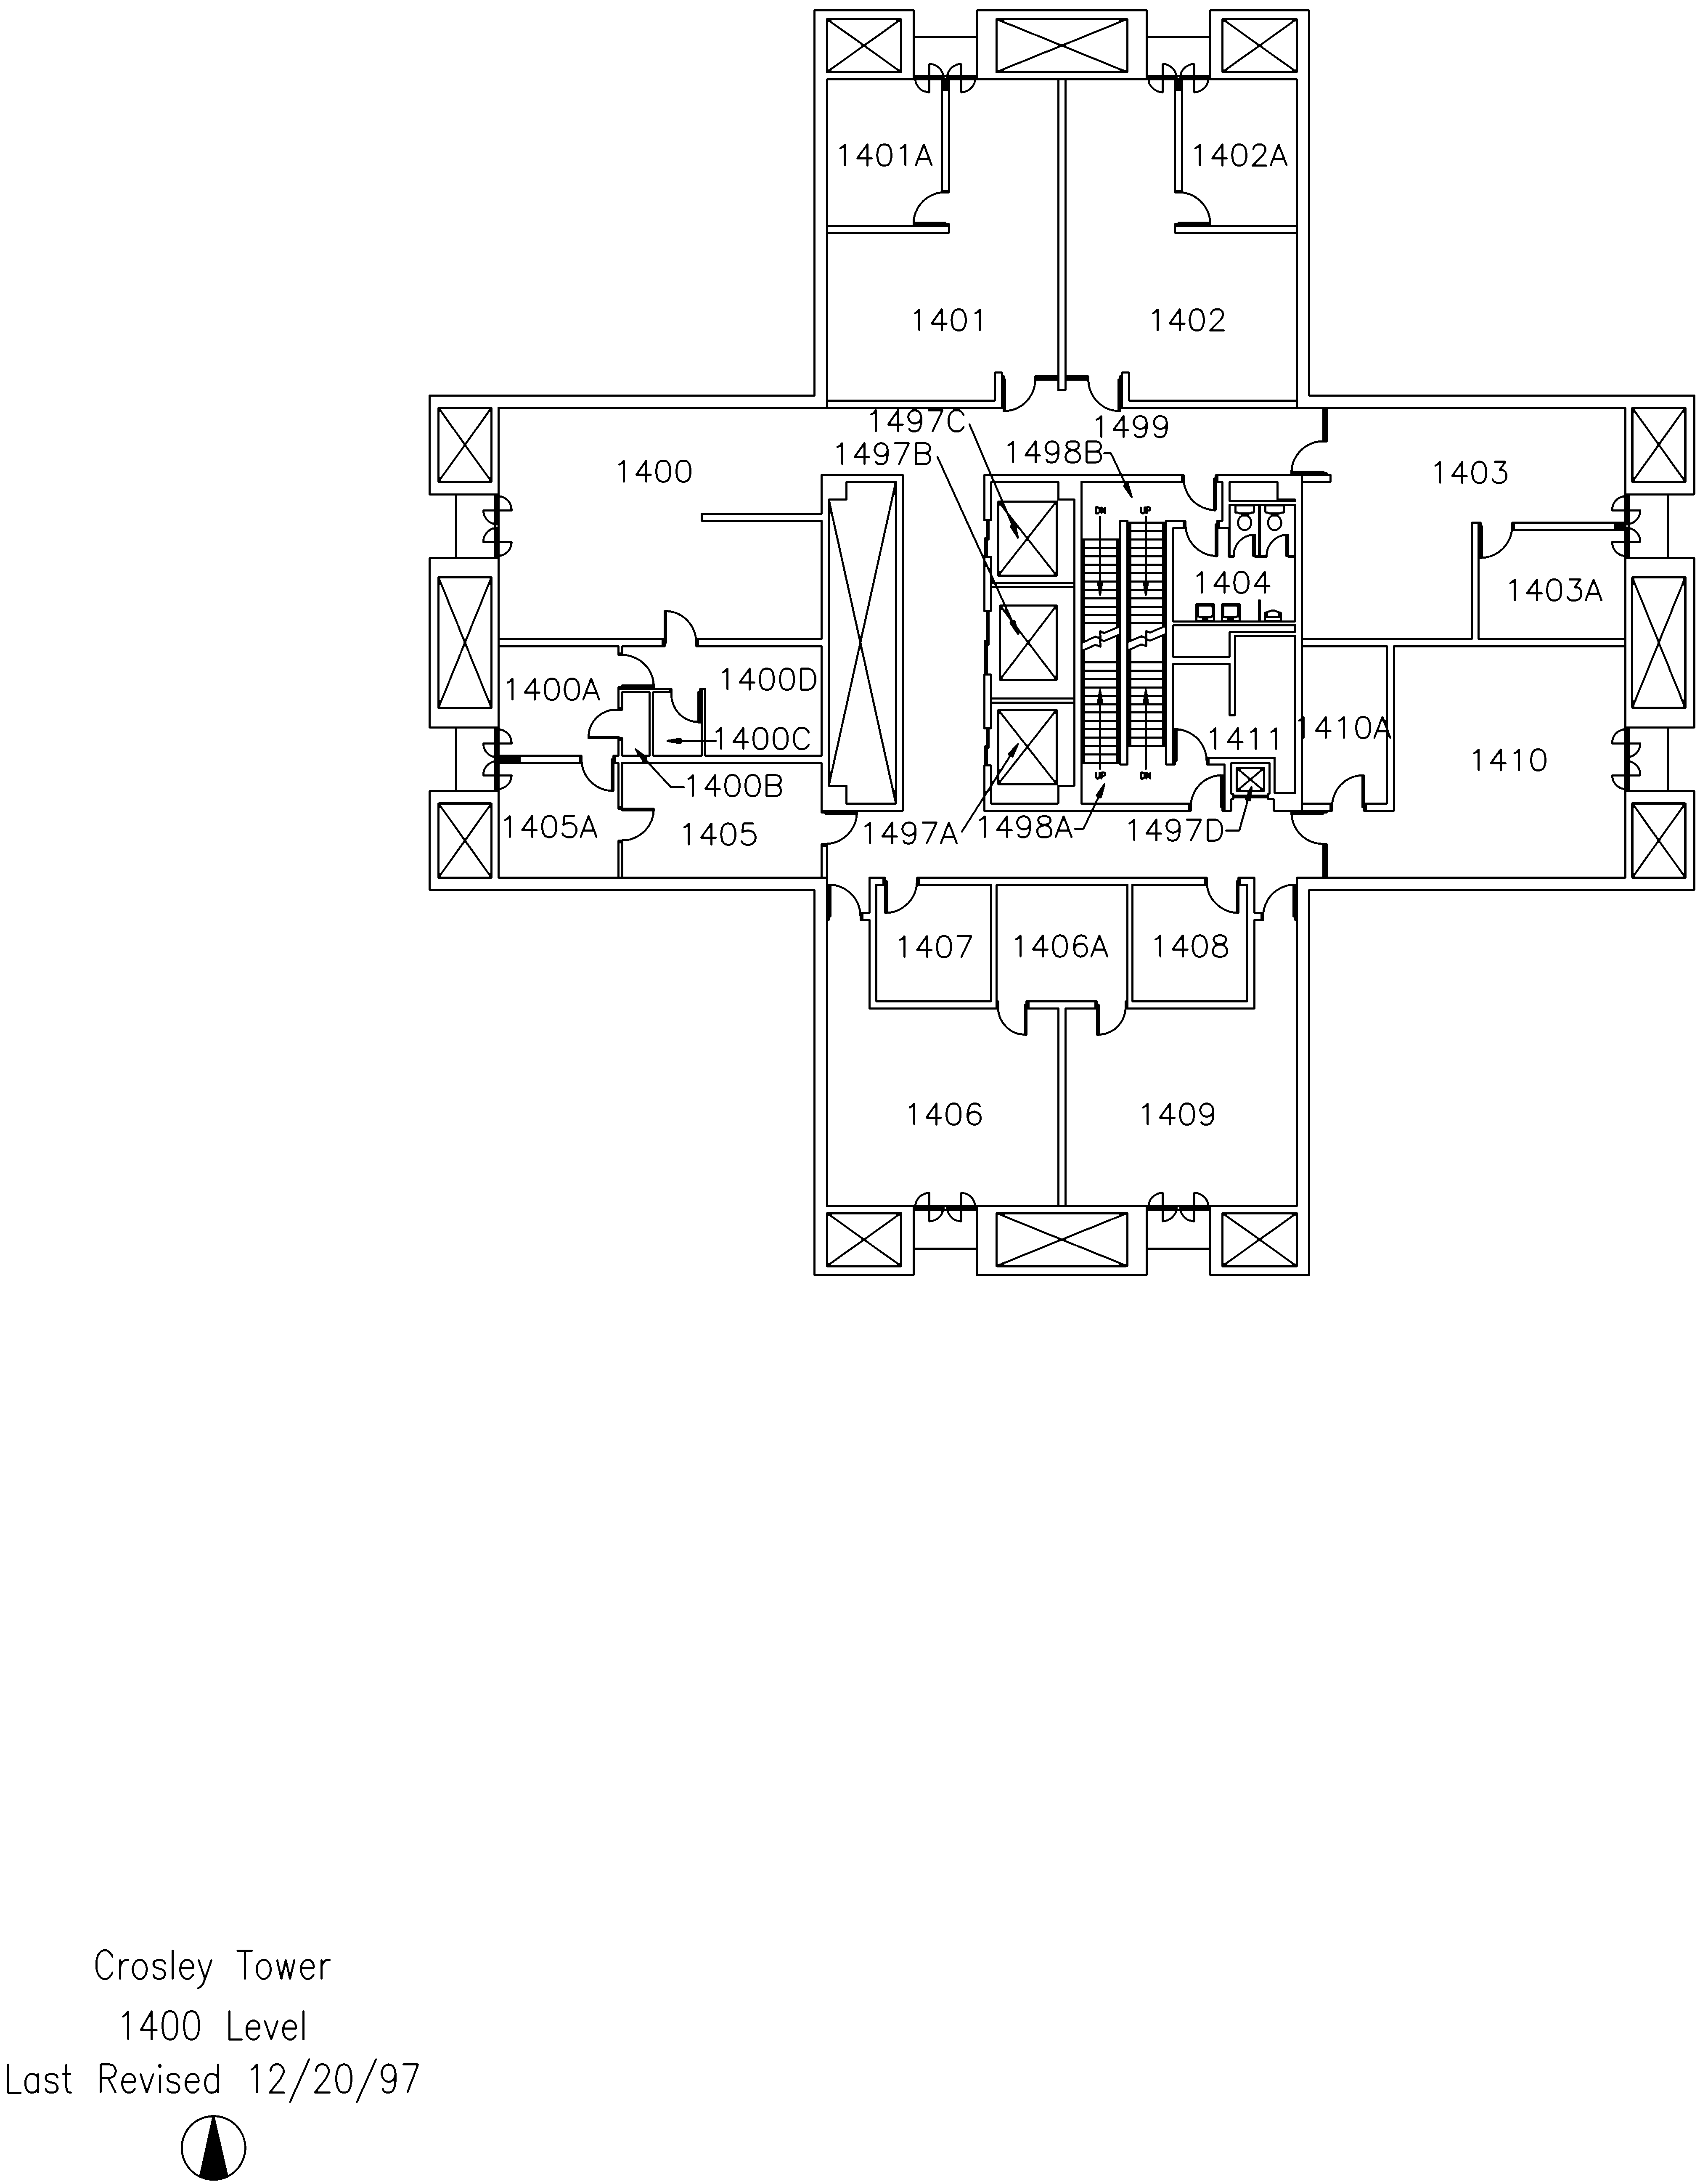 1401A
1402A
1401
1402
1497C
1499
1497B
1498B
1400
1403
DN
UP
1404
1403A
1400A
1400D
1410A
1400C
1411
1410
1400B
UP
DN
1405A
1405
1497A
1498A
1497D
1407
1406A
1408
1406
1409
Crosley Tower
1400 Level
Last Revised 12/20/97